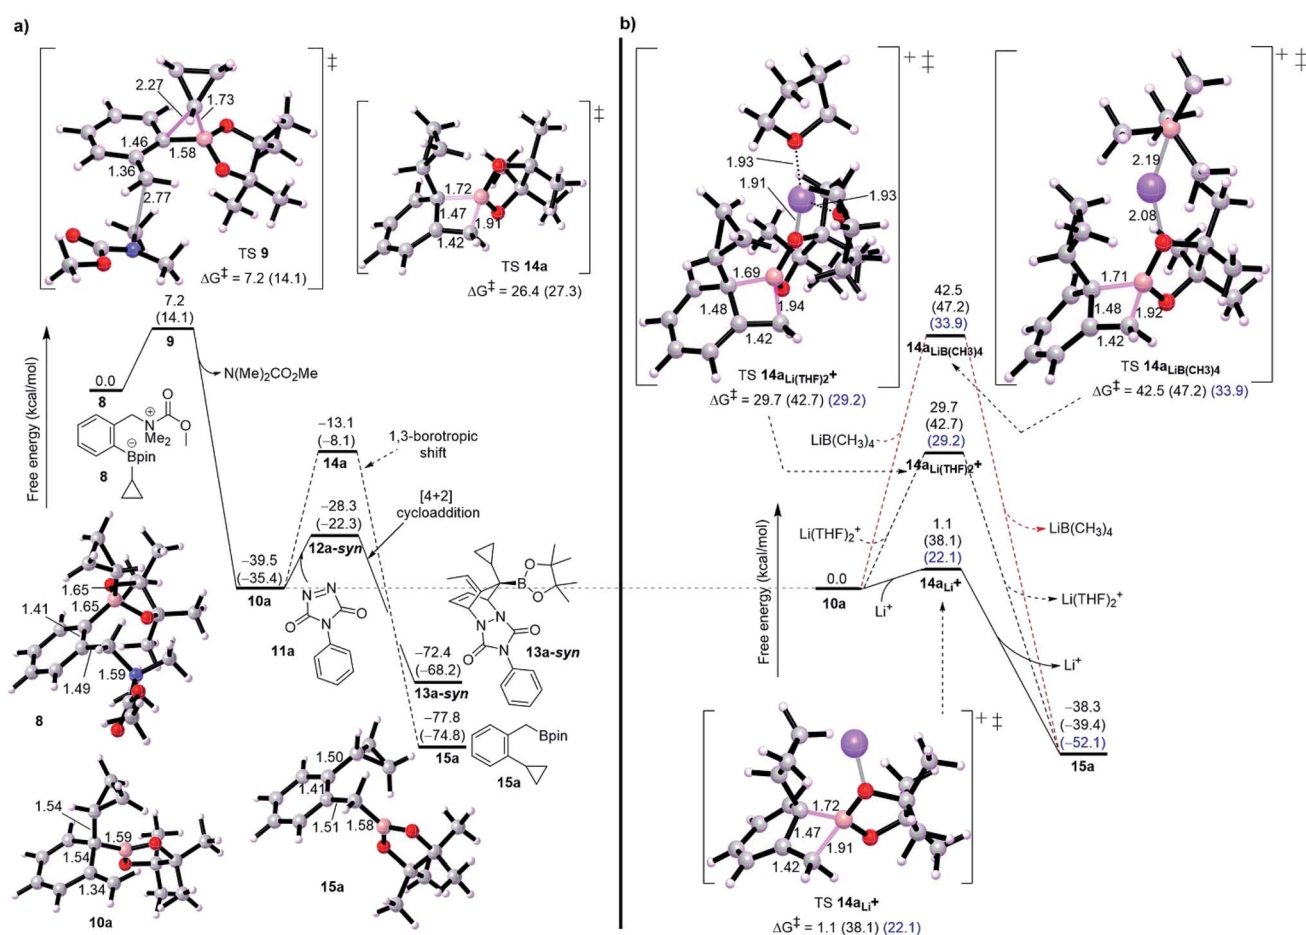 a)
‡
2.27
1.73
1.46
1.58
1.36
2.77
TS 9
ΔG‡ = 7.2 (14.1)
‡
1.72
1.47
1.91
1.42
TS 14a
ΔG‡ = 26.4 (27.3)
Free energy (kcal/mol)
7.2
(14.1)
9
N(Me)2CO2Me
0.0
8
⊕
N
Me2
O
O
⊖
Bpin
8
−13.1
(−8.1)
14a
1,3-borotropic
shift
−28.3
(−22.3)
12a-syn
[4+2]
cycloaddition
−39.5
(−35.4)
10a
N=N
O
N
O
11a
O
B
O
N
N
O
N
O
13a-syn
−72.4
(−68.2)
13a-syn
−77.8
(−74.8)
15a
Bpin
15a
1.65
1.65
1.41
1.49
1.59
8
1.54
1.59
1.54
1.34
10a
1.50
1.41
1.51
1.58
15a
b)
+ ‡
1.93
1.91
1.93
1.69
1.48
1.94
1.42
TS 14aLi(THF)2+
ΔG‡ = 29.7 (42.7) (29.2)
+ ‡
2.19
2.08
1.71
1.48
1.92
1.42
TS 14aLiB(CH3)4
ΔG‡ = 42.5 (47.2) (33.9)
42.5
(47.2)
(33.9)
14aLiB(CH3)4
LiB(CH3)4
29.7
(42.7)
(29.2)
14aLi(THF)2+
Li(THF)2+
Free energy (kcal/mol)
LiB(CH3)4
1.1
(38.1)
(22.1)
14aLi+
0.0
10a
Li+
Li(THF)2+
Li+
−38.3
(−39.4)
(−52.1)
15a
+ ‡
1.72
1.47
1.91
1.42
TS 14aLi+
ΔG‡ = 1.1 (38.1) (22.1)